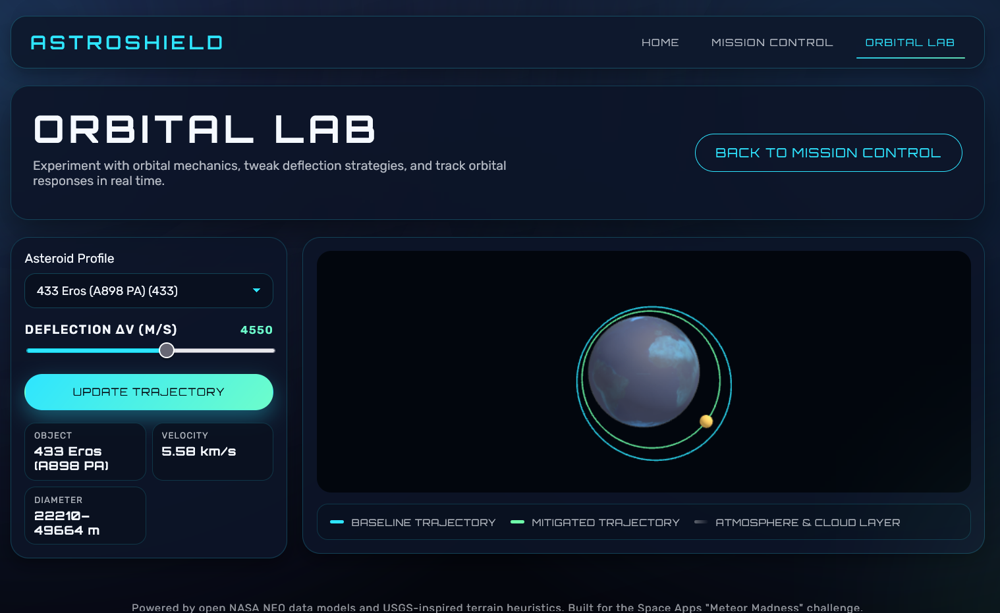 ASTROSHIELD
HOME
MISSION CONTROL
ORBITAL LAB
ORBITAL LAB
Experiment with orbital mechanics, tweak deflection strategies, and track orbital
responses in real time.
BACK TO MISSION CONTROL
Asteroid Profile
433 Eros (A898 PA) (433)
DEFLECTION ΔV (M/S)
4550
UPDATE TRAJECTORY
OBJECT
433 Eros
(A898 PA)
VELOCITY
5.58 km/s
DIAMETER
22210–
49664 m
BASELINE TRAJECTORY
MITIGATED TRAJECTORY
ATMOSPHERE & CLOUD LAYER
Powered by open NASA NEO data models and USGS-inspired terrain heuristics. Built for the Space Apps "Meteor Madness" challenge.